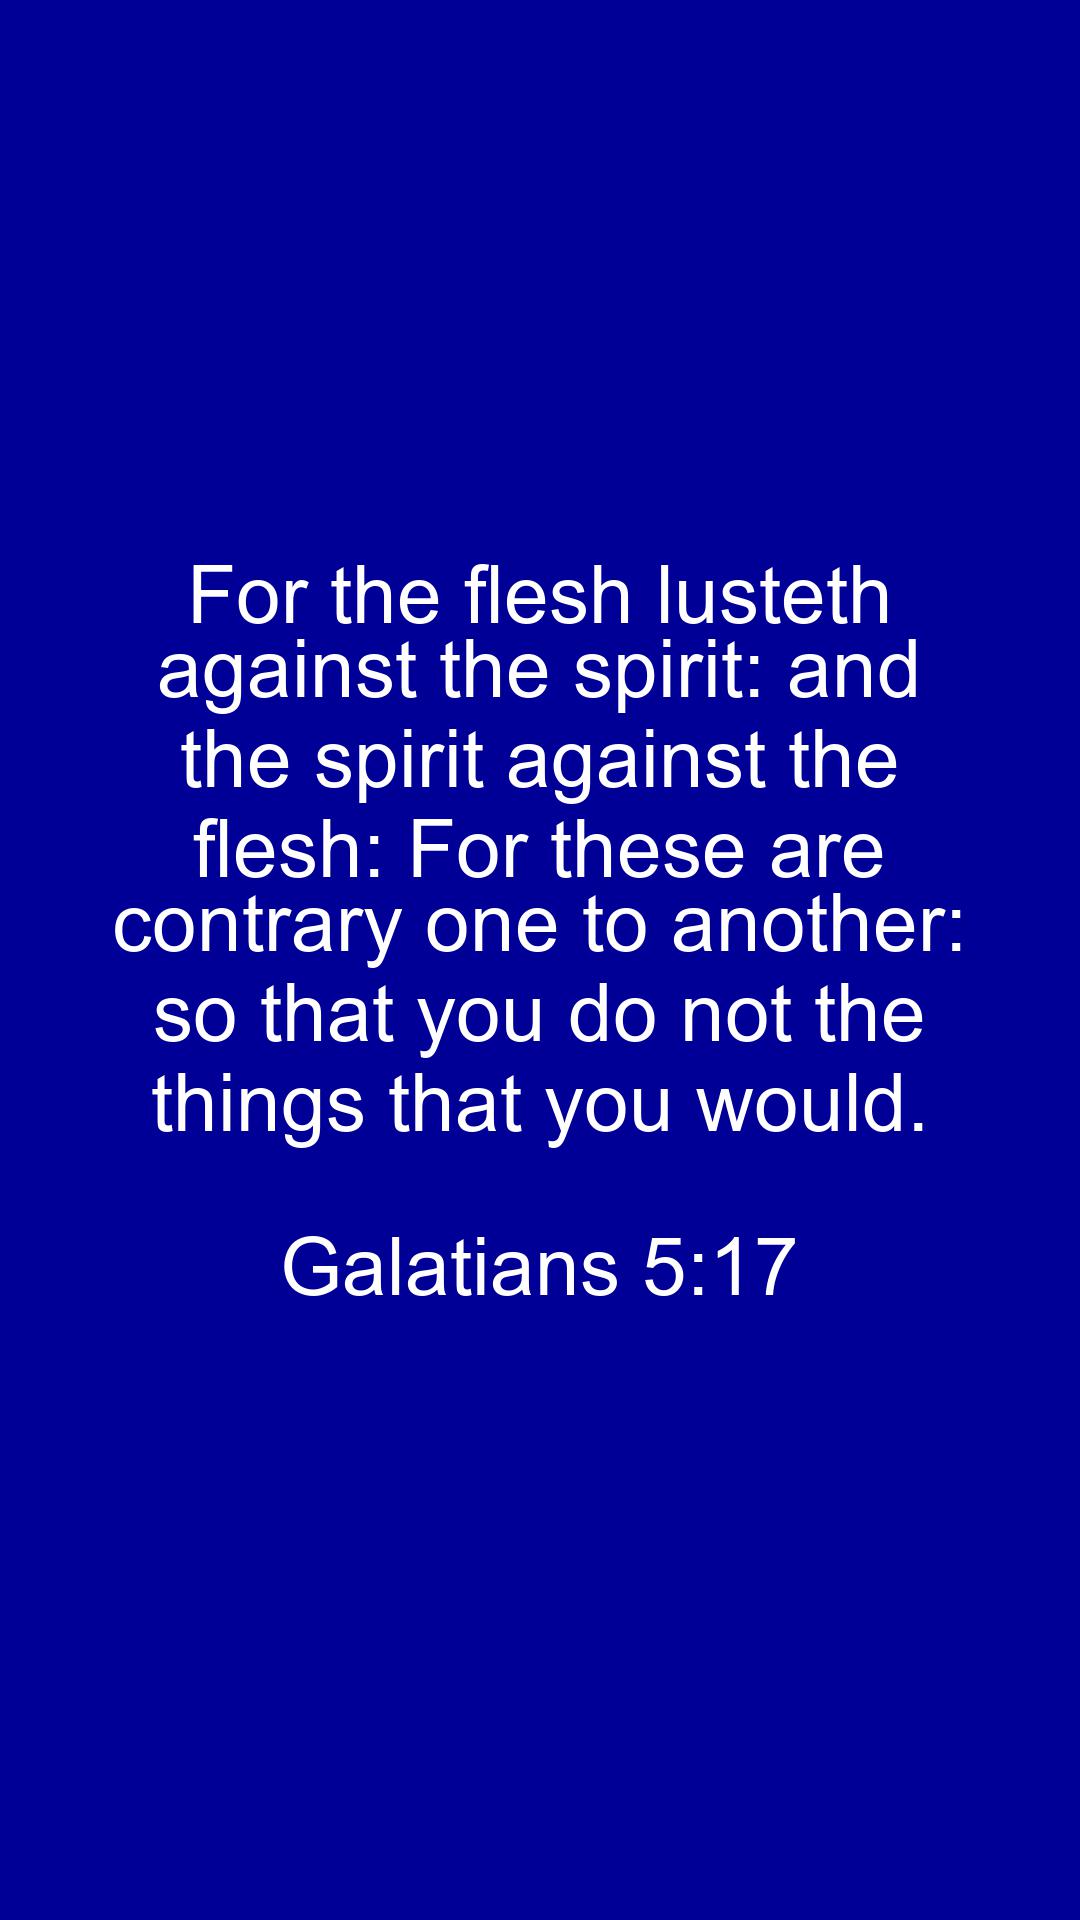 For the flesh lusteth
against the spirit: and
the spirit against the
flesh: For these are
contrary one to another:
so that you do not the
things that you would.
Galatians 5:17